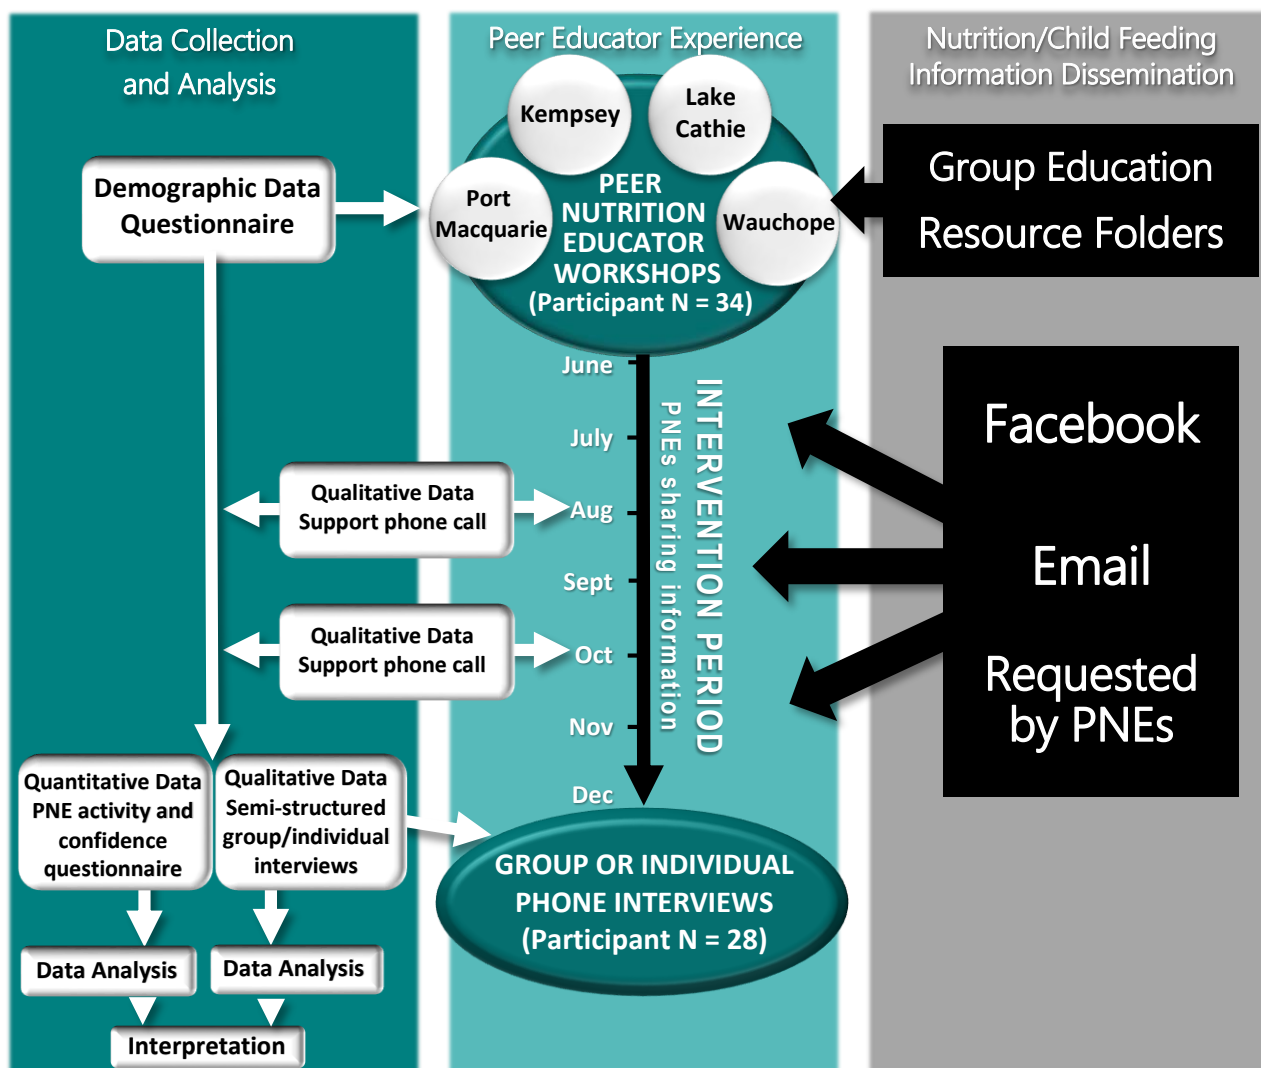 Data Collection
and Analysis
Demographic Data
Questionnaire
Qualitative Data
Support phone call
Qualitative Data
Support phone call
Quantitative Data
PNE activity and
confidence
questionnaire
Qualitative Data
Semi-structured
group/individual
interviews
Data Analysis
Data Analysis
Interpretation
Peer Educator Experience
Kempsey
Lake
Cathie
Port
Macquarie
Wauchope
PEER
NUTRITION
EDUCATOR
WORKSHOPS
(Participant N = 34)
June
July
Aug
Sept
Oct
Nov
Dec
INTERVENTION PERIOD
PNEs sharing information
GROUP OR INDIVIDUAL
PHONE INTERVIEWS
(Participant N = 28)
Nutrition/Child Feeding
Information Dissemination
Group Education
Resource Folders
Facebook
Email
Requested
by PNEs